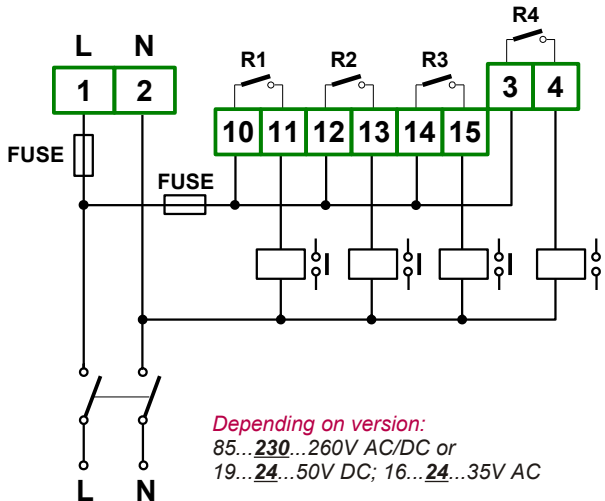 R4
L N
R1 R2 R3
1 2
3 4
10 11 12 13 14 15
FUSE
FUSE
Depending on version:
85...230...260V AC/DC or
19...24...50V DC; 16...24...35V AC
L N